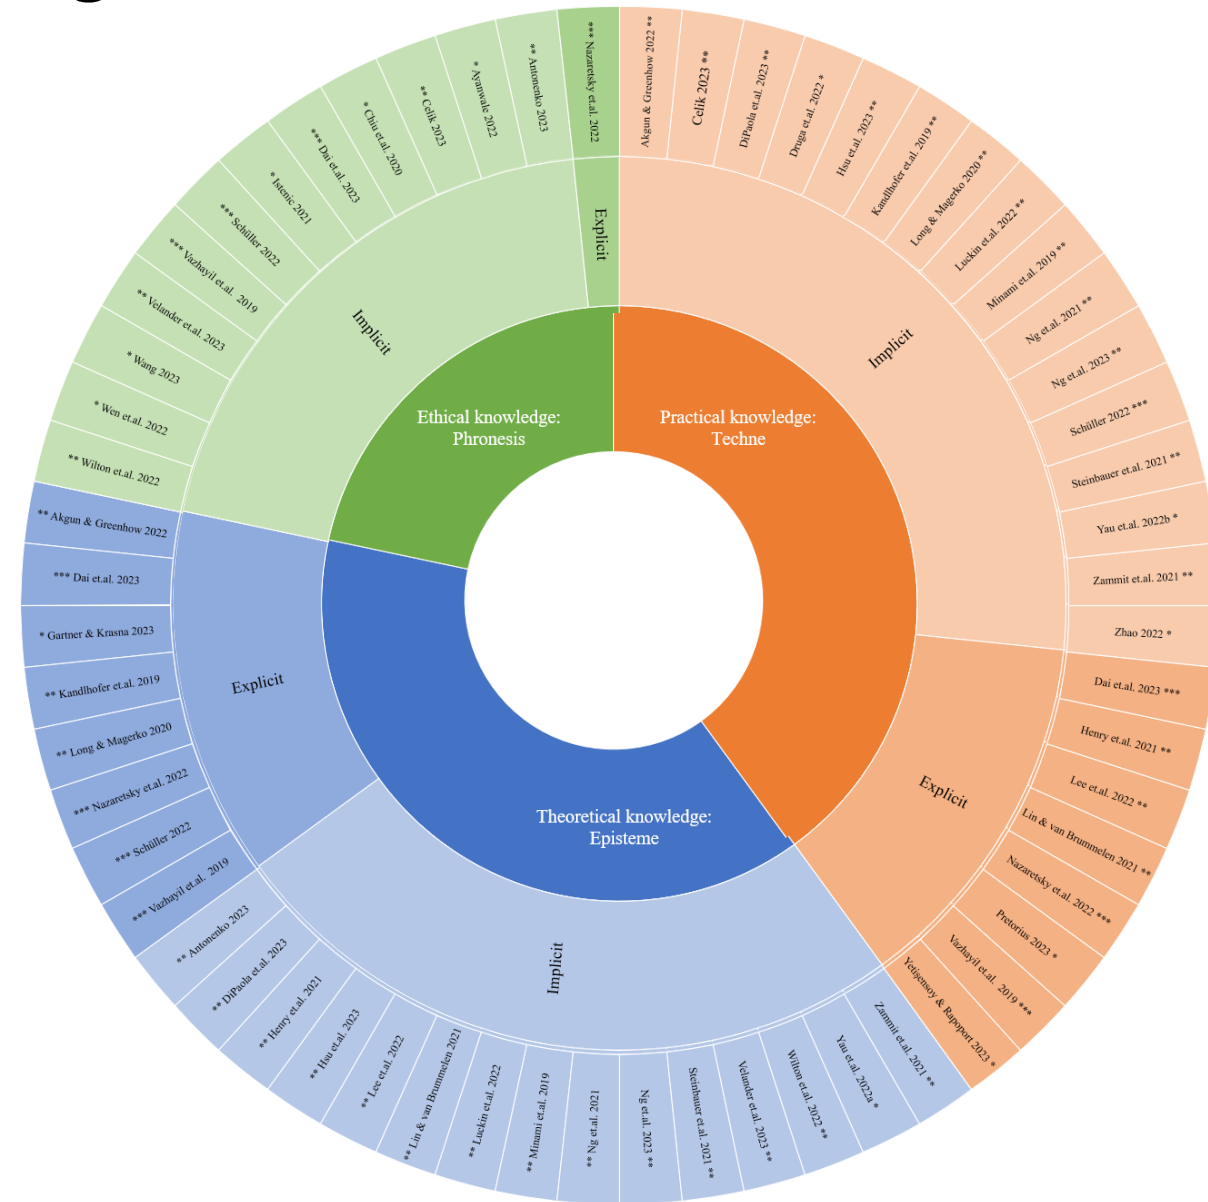 Practical knowledge:
Techne
Implicit
Akgun & Greenhow 2022 **
Celik 2023 **
DiPaola et.al. 2023 **
Druga et.al. 2022 *
Hsu et.al. 2023 **
Kandlhofer et.al. 2019 **
Long & Magerko 2020 **
Luckin et.al. 2022 **
Minami et.al. 2019 **
Ng et.al. 2021 **
Ng et.al. 2023 **
Schüller 2022 ***
Steinbauer et.al. 2021 **
Yau et.al. 2022b *
Zammit et.al. 2021 **
Zhao 2022 *
Explicit
Dai et.al. 2023 ***
Henry et.al. 2021 **
Lee et.al. 2022 **
Lin & van Brummelen 2021 **
Nazaretsky et.al. 2022 ***
Pretorius 2023 *
Vazhayil et.al. 2019 ***
Yetişensoy & Rapoport 2023 *
Theoretical knowledge:
Episteme
Implicit
Zammit et.al. 2021 **
Yau et.al. 2022a *
Wilton et.al. 2022 **
Velander et.al. 2023 **
Steinbauer et.al. 2021 **
Ng et.al. 2023 **
** Ng et.al. 2021
** Minami et.al. 2019
** Luckin et.al. 2022
** Lin & van Brummelen 2021
** Lee et.al. 2022
** Hsu et.al. 2023
** Henry et.al. 2021
** DiPaola et.al. 2023
** Antonenko 2023
Explicit
*** Vazhayil et.al. 2019
*** Schüller 2022
*** Nazaretsky et.al. 2022
** Long & Magerko 2020
** Kandlhofer et.al. 2019
* Gartner & Krasna 2023
*** Dai et.al. 2023
** Akgun & Greenhow 2022
Ethical knowledge:
Phronesis
Implicit
** Wilton et.al. 2022
* Wen et.al. 2022
* Wang 2023
** Velander et.al. 2023
*** Vazhayil et.al. 2019
*** Schüller 2022
* Istenic 2021
*** Dai et.al. 2023
* Chiu et.al. 2020
** Celik 2023
* Ayanwale 2022
** Antonenko 2023
Explicit
*** Nazaretsky et.al. 2022